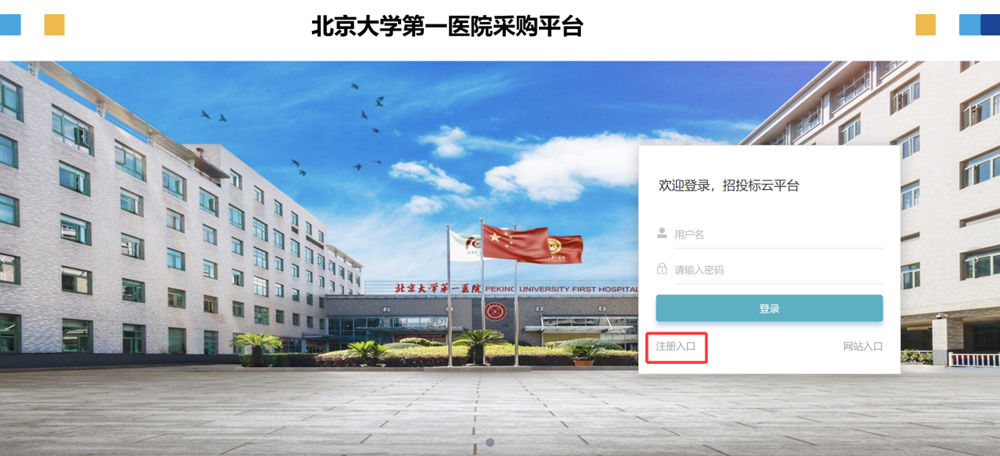 北京大学第一医院采购平台
欢迎登录，招投标云平台
用户名
请输入密码
北京大学第一医院 PEKING UNIVERSITY FIRST HOSPITAL
登录
注册入口
网站入口